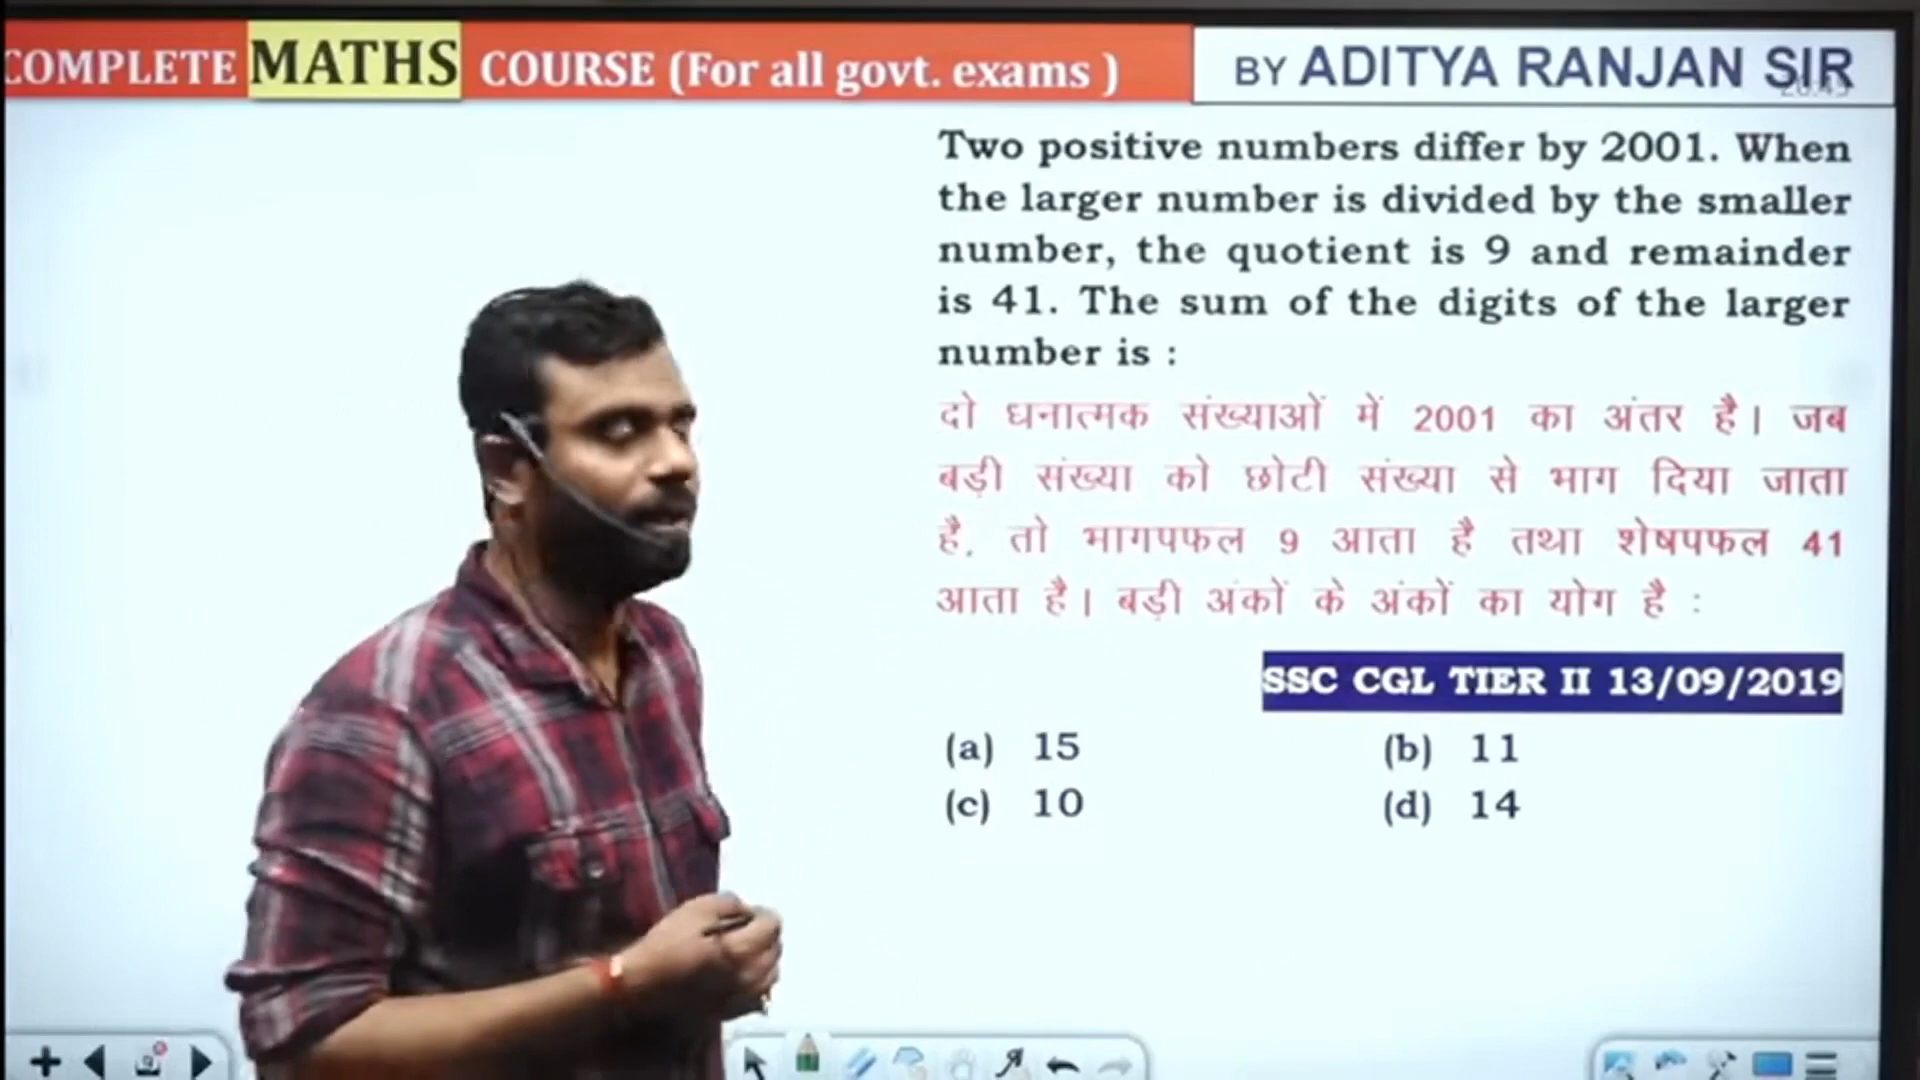 COMPLETE MATHS COURSE (For all govt. exams )
BY ADITYA RANJAN SIR
Two positive numbers differ by 2001. When
the larger number is divided by the smaller
number, the quotient is 9 and remainder
is 41. The sum of the digits of the larger
number is :
दो धनात्मक संख्याओं में 2001 का अंतर है। जब
बड़ी संख्या को छोटी संख्या से भाग दिया जाता
है, तो भागपफल 9 आता है तथा शेषपफल 41
आता है। बड़ी अंकों के अंकों का योग है :
SSC CGL TIER II 13/09/2019
(a) 15 (b) 11
(c) 10 (d) 14